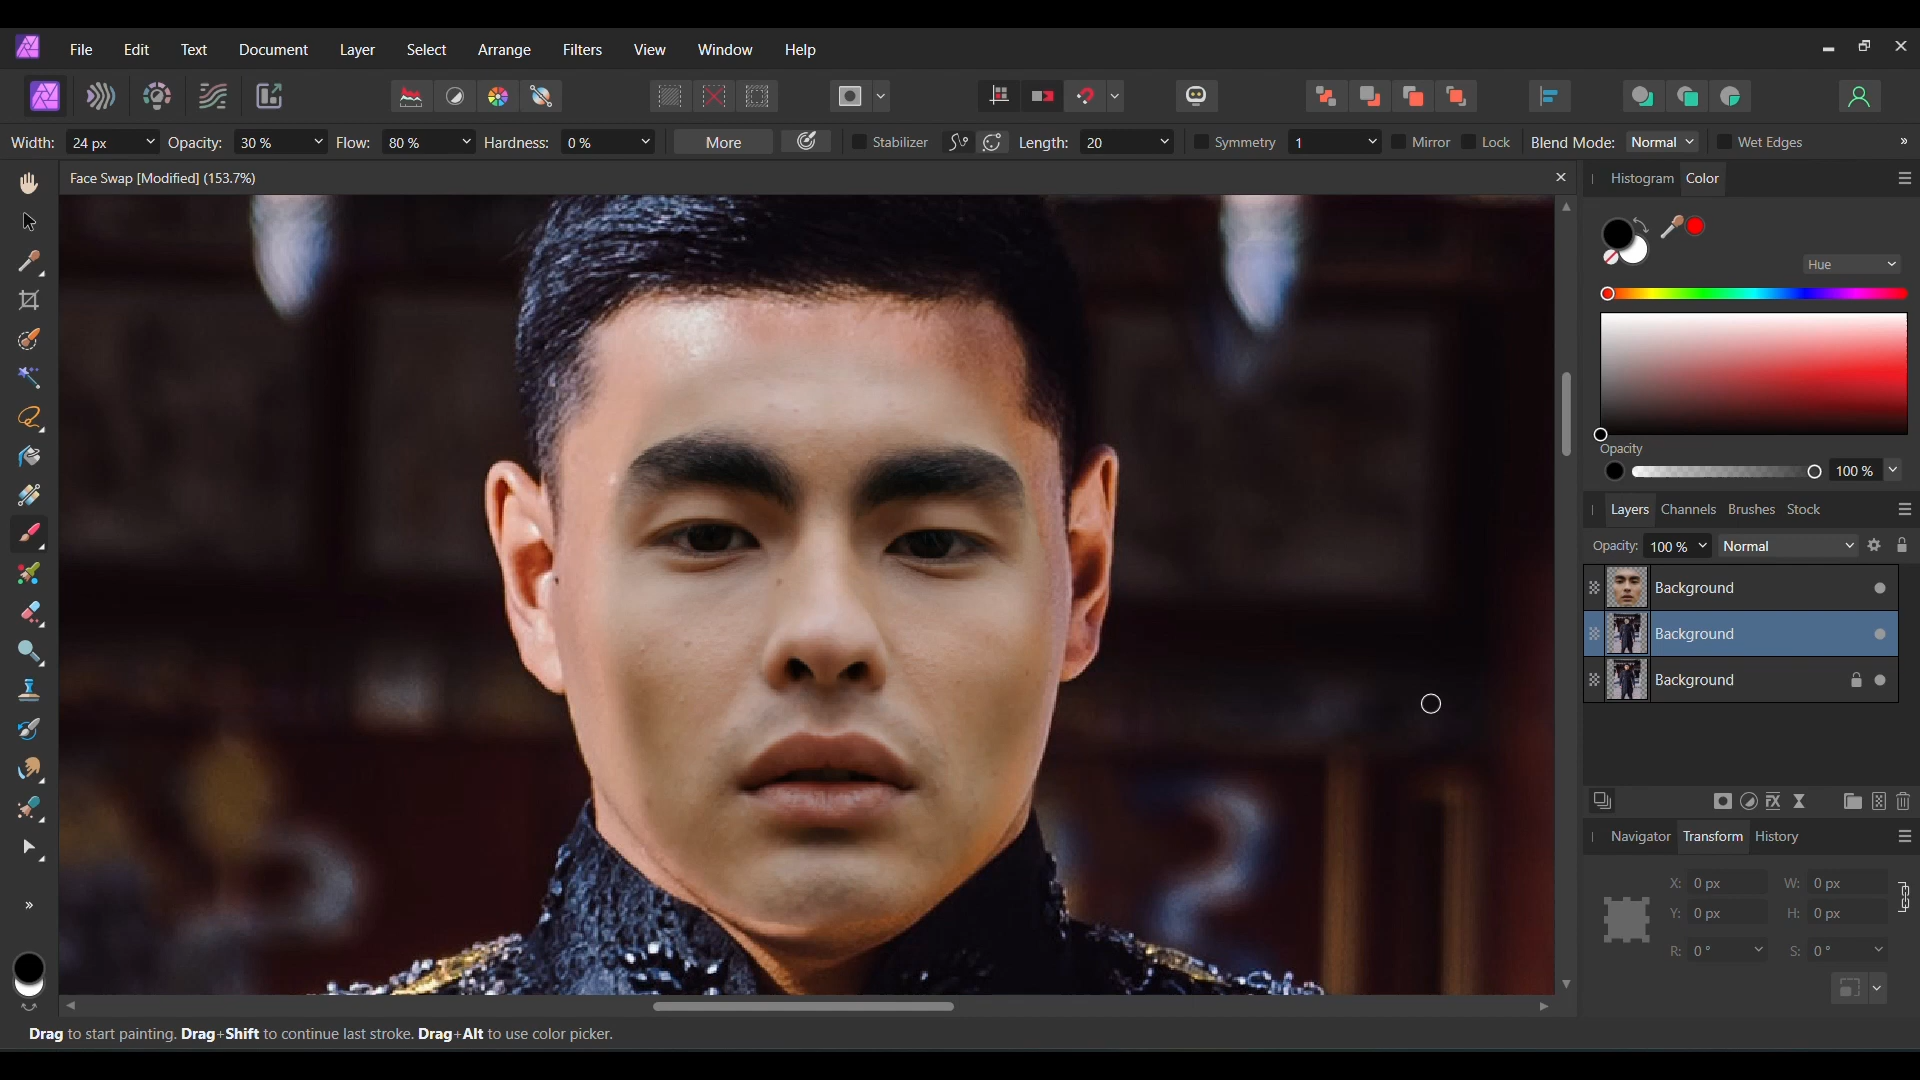 File Edit Text Document Layer Select Arrange Filters View Window Help
Width: 24 px Opacity: 30 % Flow: 80 % Hardness: 0 % More Stabilizer Length: 20 Symmetry 1 Mirror Lock Blend Mode: Normal Wet Edges »
Face Swap [Modified] (153.7%)
Histogram Color
Hue
Opacity
100 %
Layers Channels Brushes Stock
Opacity: 100 % Normal
Background
Background
Background
Navigator Transform History
X: 0 px W: 0 px
Y: 0 px H: 0 px
R: 0 ° S: 0 °
Drag to start painting. Drag+Shift to continue last stroke. Drag+Alt to use color picker.